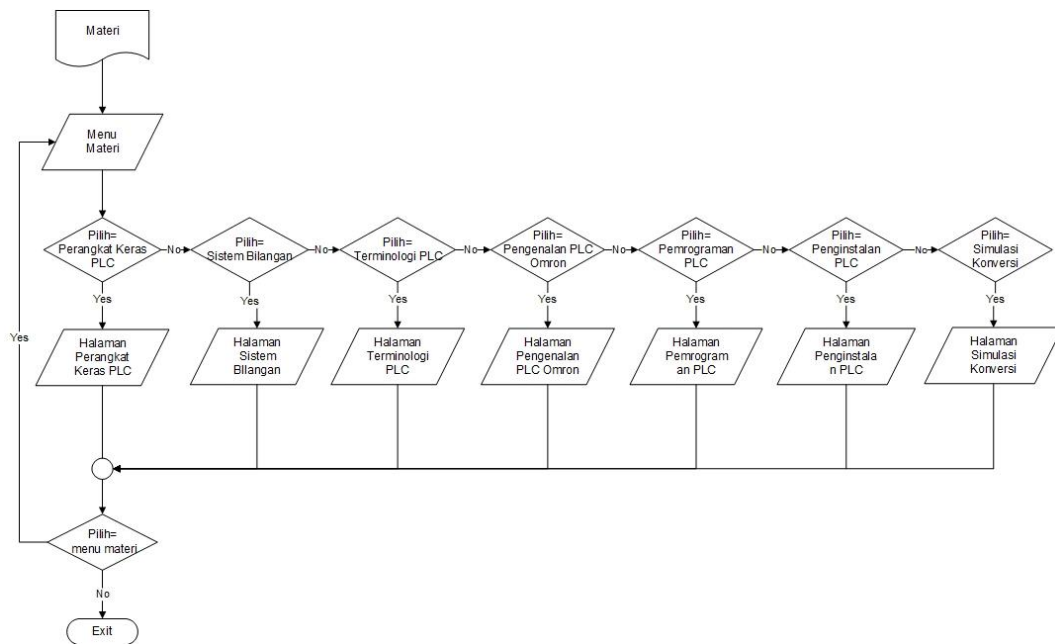 Materi
Menu
Materi
Pilih=
Perangkat Keras
PLC
No
Pilih=
Sistem Bilangan
No
Pilih=
Terminologi PLC
No
Pilih=
Pengenalan PLC
Omron
No
Pilih=
Pemrograman
PLC
No
Pilih=
Penginstalan
PLC
No
Pilih=
Simulasi
Konversi
Yes
Yes
Yes
Yes
Yes
Yes
Yes
Yes
Halaman
Perangkat
Keras PLC
Halaman
Sistem
BIlangan
Halaman
Terminologi
PLC
Halaman
Pengenalan
PLC Omron
Halaman
Pemrogram
an PLC
Halaman
Penginstala
n PLC
Halaman
Simulasi
Konversi
Pilih=
menu materi
No
Exit